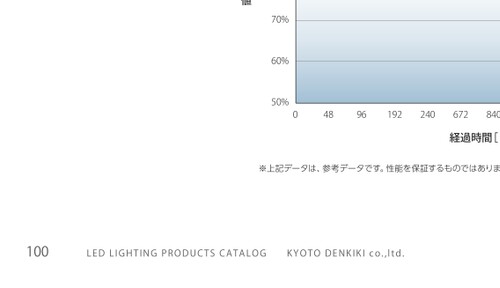 70%
60%
50%
0 48 96 192 240 672 840
経過時間[
※上記データは、参考データです。性能を保証するものではありま
100 LED LIGHTING PRODUCTS CATALOG KYOTO DENKIKI co.,ltd.